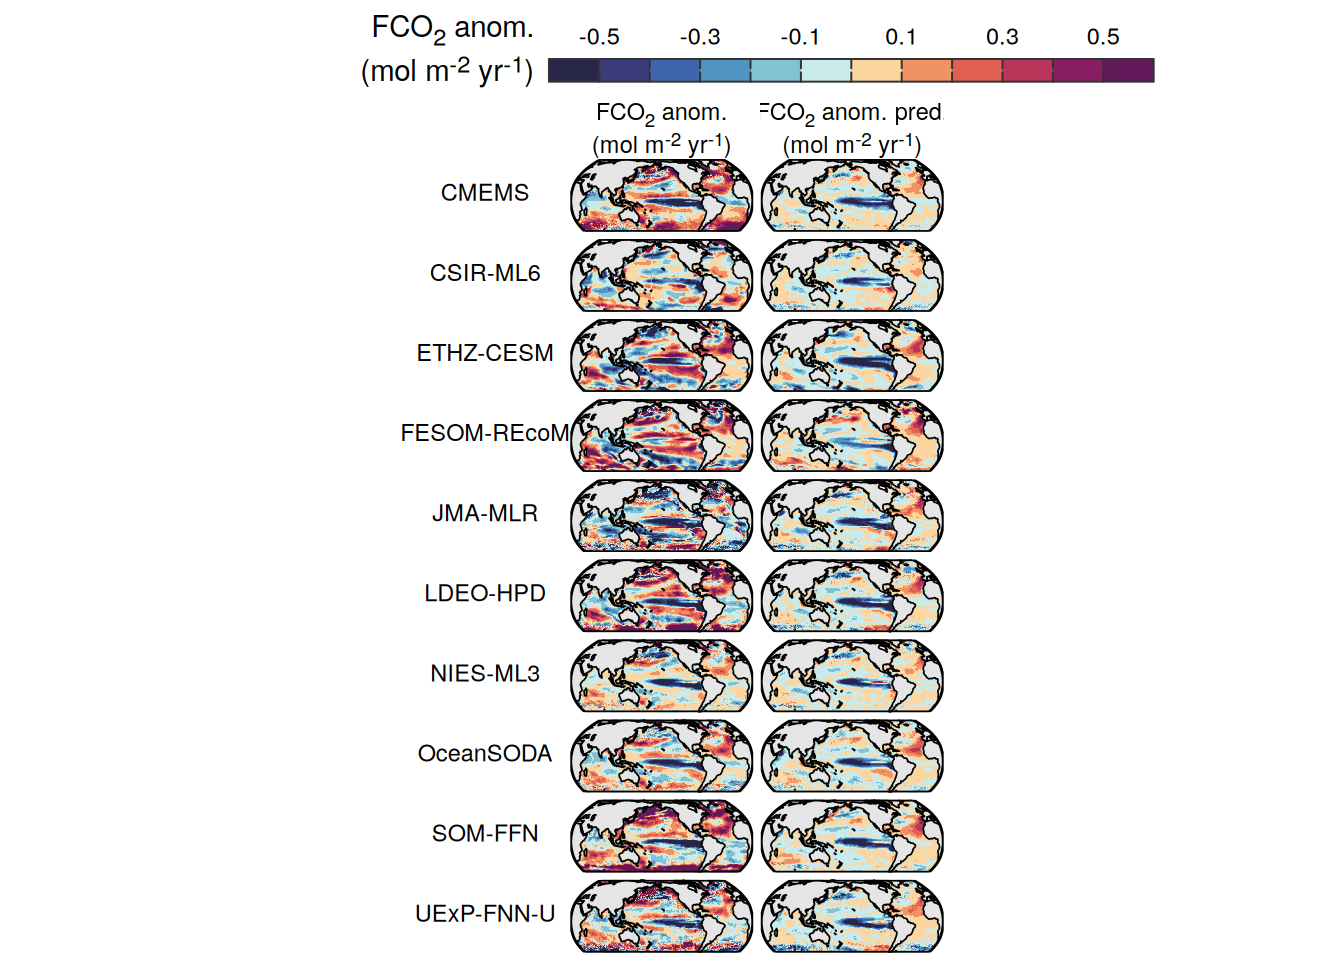 FCO₂ anom.
(mol m⁻² yr⁻¹)
-0.5 -0.3 -0.1 0.1 0.3 0.5
FCO₂ anom. FCO₂ anom. pred.
(mol m⁻² yr⁻¹) (mol m⁻² yr⁻¹)
CMEMS
CSIR-ML6
ETHZ-CESM
FESOM-REcoM
JMA-MLR
LDEO-HPD
NIES-ML3
OceanSODA
SOM-FFN
UExP-FNN-U